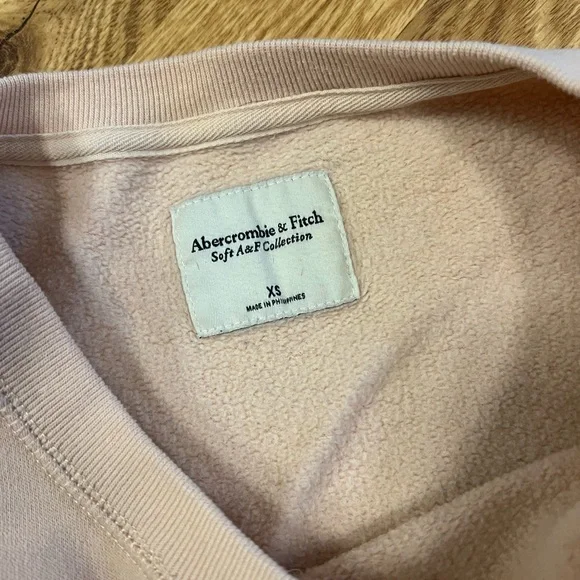 Abercrombie & Fitch
Soft A&F Collection
XS
MADE IN PHILIPPINES